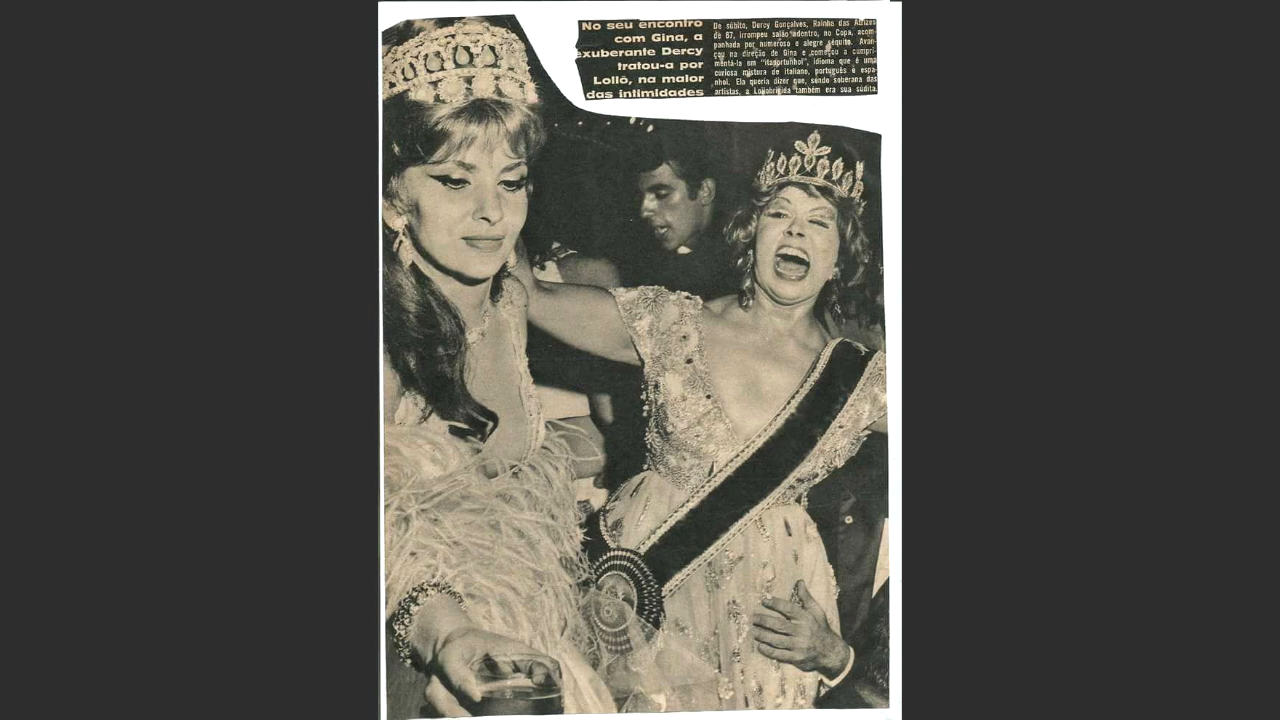 No seu encontro
com Gina, a
exuberante Dercy
tratou-a por
Lollô, na maior
das intimidades
De súbito, Dercy Gonçalves, Rainha das Atrizes
de 67, irrompeu salão adentro, no Copa, acom-
panhada por numeroso e alegre séquito. Avan-
çou na direção de Gina e começou a cumpri-
mentá-la em "itaportunhol", idioma que é uma
curiosa mistura de italiano, português e espa-
nhol. Ela queria dizer que, sendo soberana das
artistas, a Lollobrigida também era sua súdita.